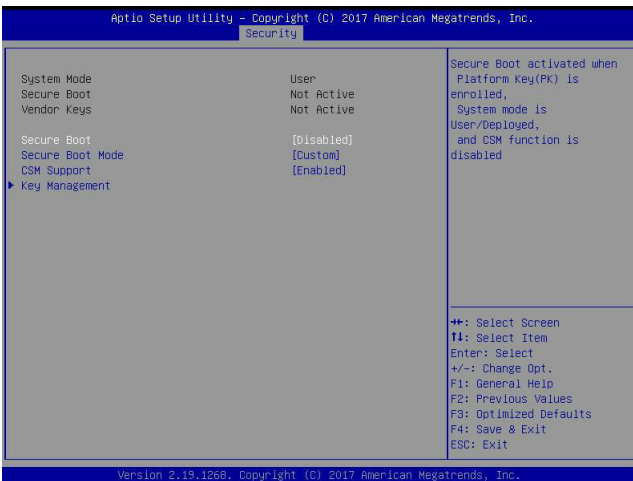 Aptio Setup Utility – Copyright (C) 2017 American Megatrends, Inc.
Security
System Mode User
Secure Boot Not Active
Vendor Keys Not Active
Secure Boot [Disabled]
Secure Boot Mode [Custom]
CSM Support [Enabled]
Key Management
Secure Boot activated when
Platform Key(PK) is
enrolled,
System mode is
User/Deployed,
and CSM function is
disabled
→←: Select Screen
↑↓: Select Item
Enter: Select
+/-: Change Opt.
F1: General Help
F2: Previous Values
F3: Optimized Defaults
F4: Save & Exit
ESC: Exit
Version 2.19.1268. Copyright (C) 2017 American Megatrends, Inc.